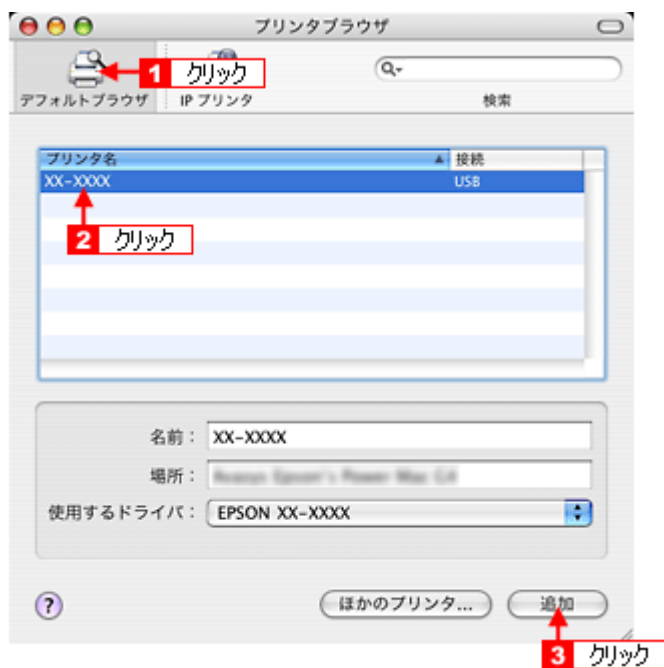 プリンタブラウザ
1 クリック
デフォルトブラウザ
IP プリンタ
検索
プリンタ名 接続
XX-XXXX USB
2 クリック
名前： XX-XXXX
場所：
使用するドライバ： EPSON XX-XXXX
? ほかのプリンタ... 追加
3 クリック